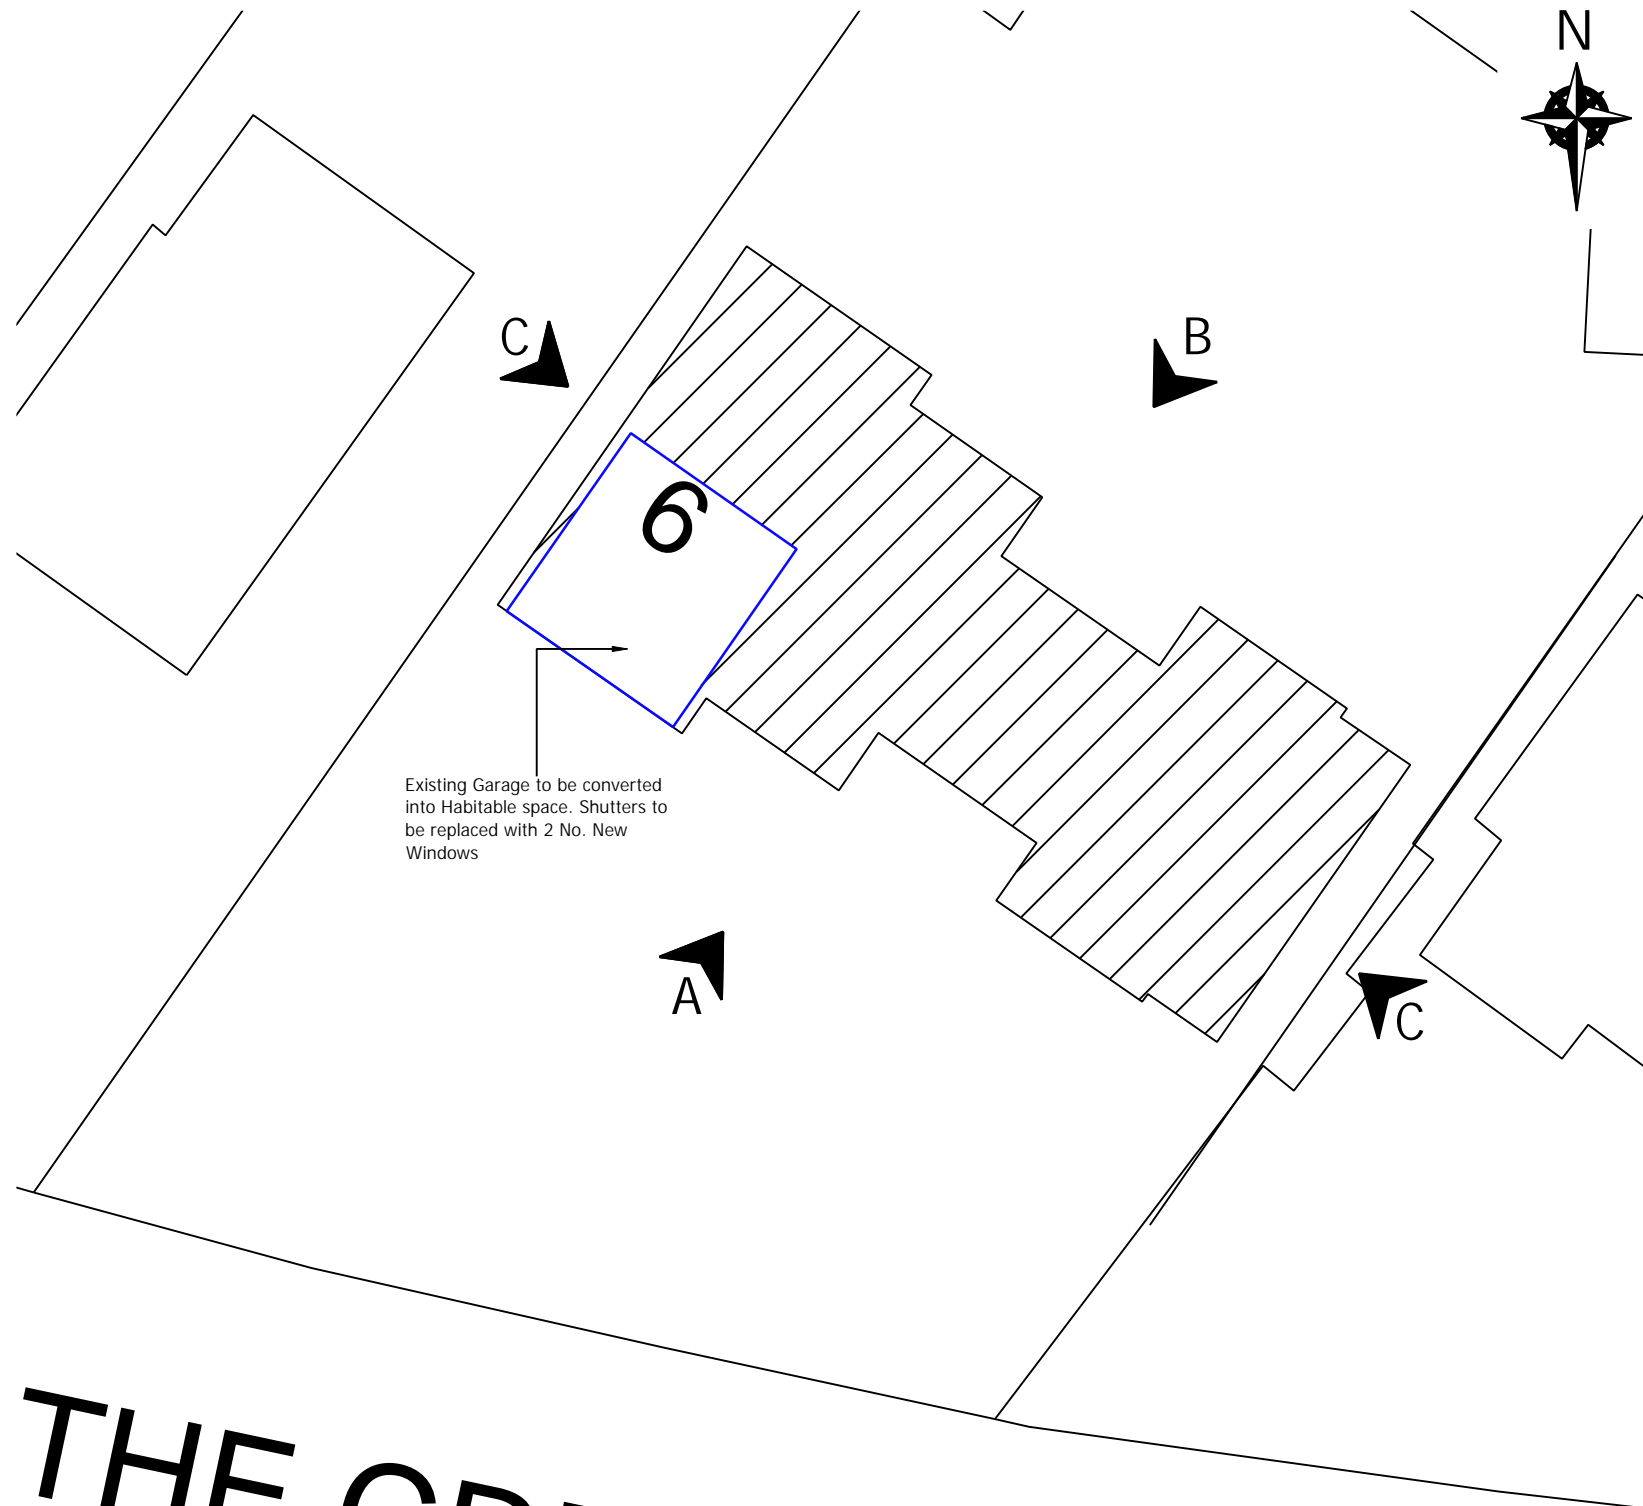 N
C
B
6
Existing Garage to be converted
into Habitable space. Shutters to
be replaced with 2 No. New
Windows
A
C
THE